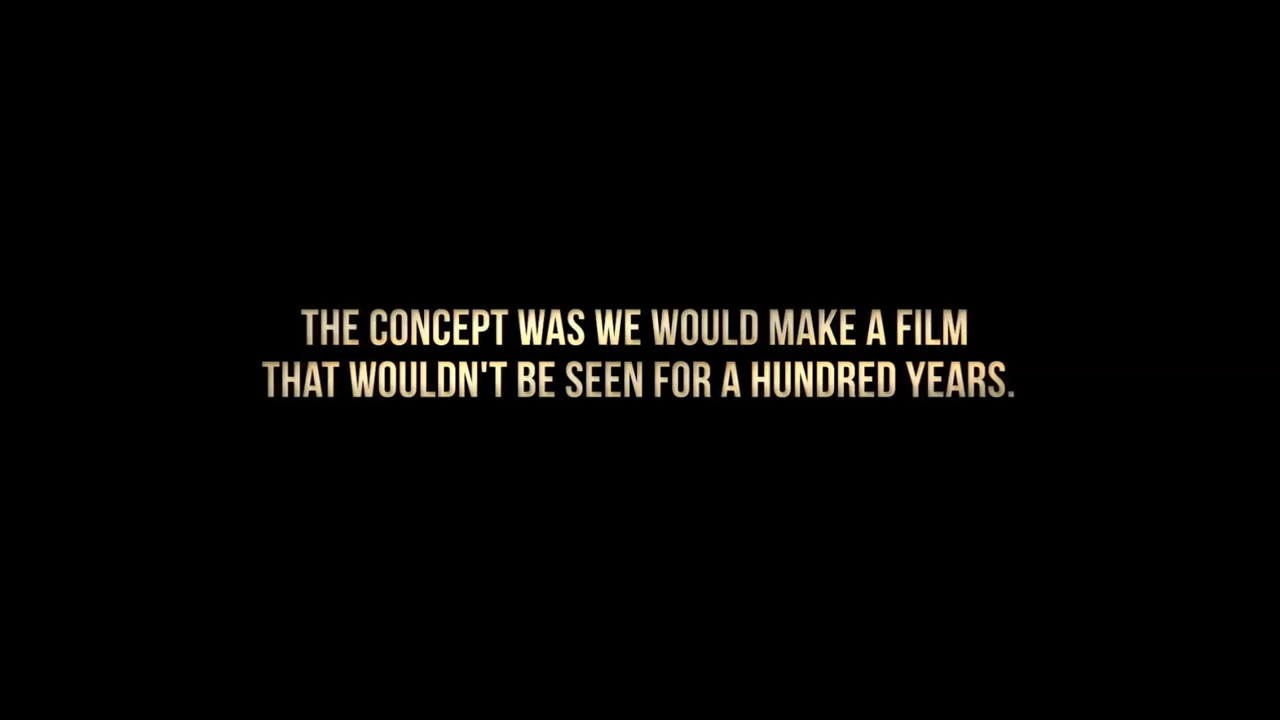 THE CONCEPT WAS WE WOULD MAKE A FILM
THAT WOULDN'T BE SEEN FOR A HUNDRED YEARS.